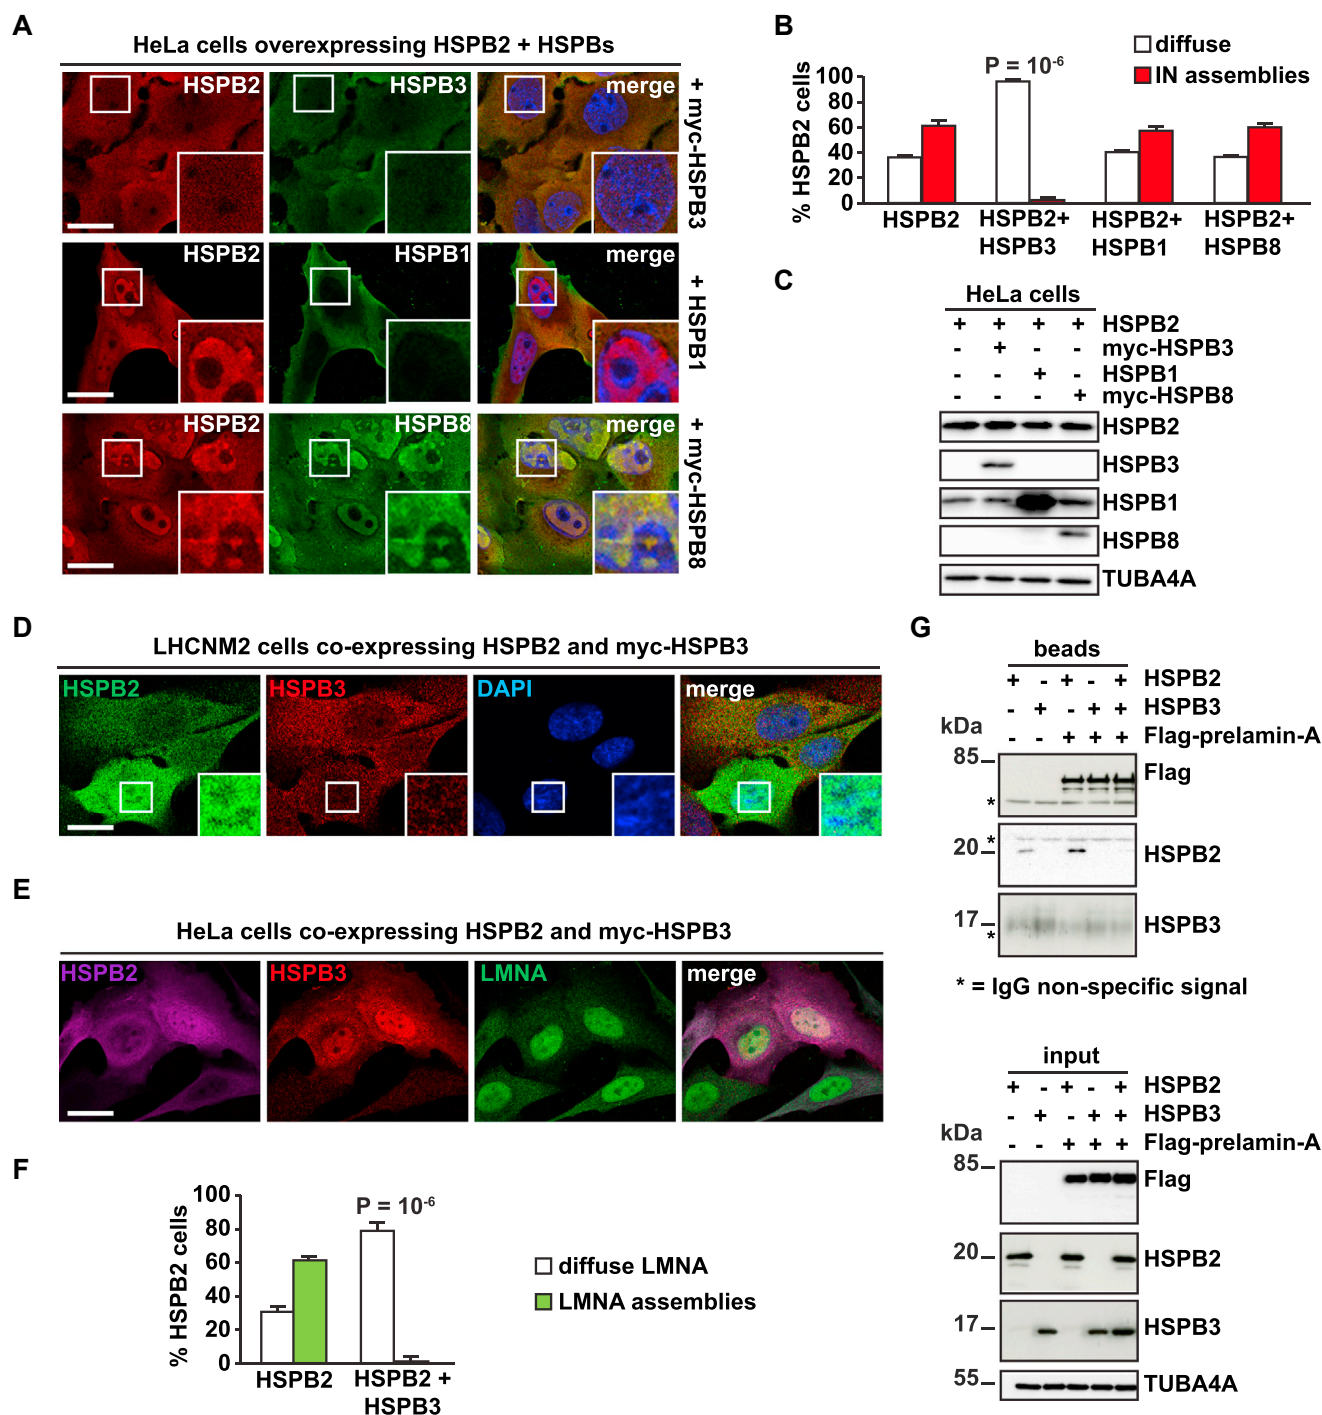 A
HeLa cells overexpressing HSPB2 + HSPBs
HSPB2
HSPB3
merge
+ myc-HSPB3
HSPB2
HSPB1
merge
+ HSPB1
HSPB2
HSPB8
merge
+ myc-HSPB8
B
diffuse
IN assemblies
P = 10-6
% HSPB2 cells
100
80
60
40
20
0
HSPB2
HSPB2+
HSPB3
HSPB2+
HSPB1
HSPB2+
HSPB8
C
HeLa cells
+ + + + HSPB2
- + - - myc-HSPB3
- - + - HSPB1
- - - + myc-HSPB8
HSPB2
HSPB3
HSPB1
HSPB8
TUBA4A
D
LHCNM2 cells co-expressing HSPB2 and myc-HSPB3
HSPB2
HSPB3
DAPI
merge
E
HeLa cells co-expressing HSPB2 and myc-HSPB3
HSPB2
HSPB3
LMNA
merge
F
% HSPB2 cells
100
80
60
40
20
0
P = 10-6
HSPB2
HSPB2 +
HSPB3
diffuse LMNA
LMNA assemblies
G
beads
+ - + - + HSPB2
- + - + + HSPB3
- - + + + Flag-prelamin-A
kDa
85
Flag
*
*
20
HSPB2
17
HSPB3
*
* = IgG non-specific signal
input
+ - + - + HSPB2
- + - + + HSPB3
- - + + + Flag-prelamin-A
kDa
85
Flag
20
HSPB2
17
HSPB3
55
TUBA4A